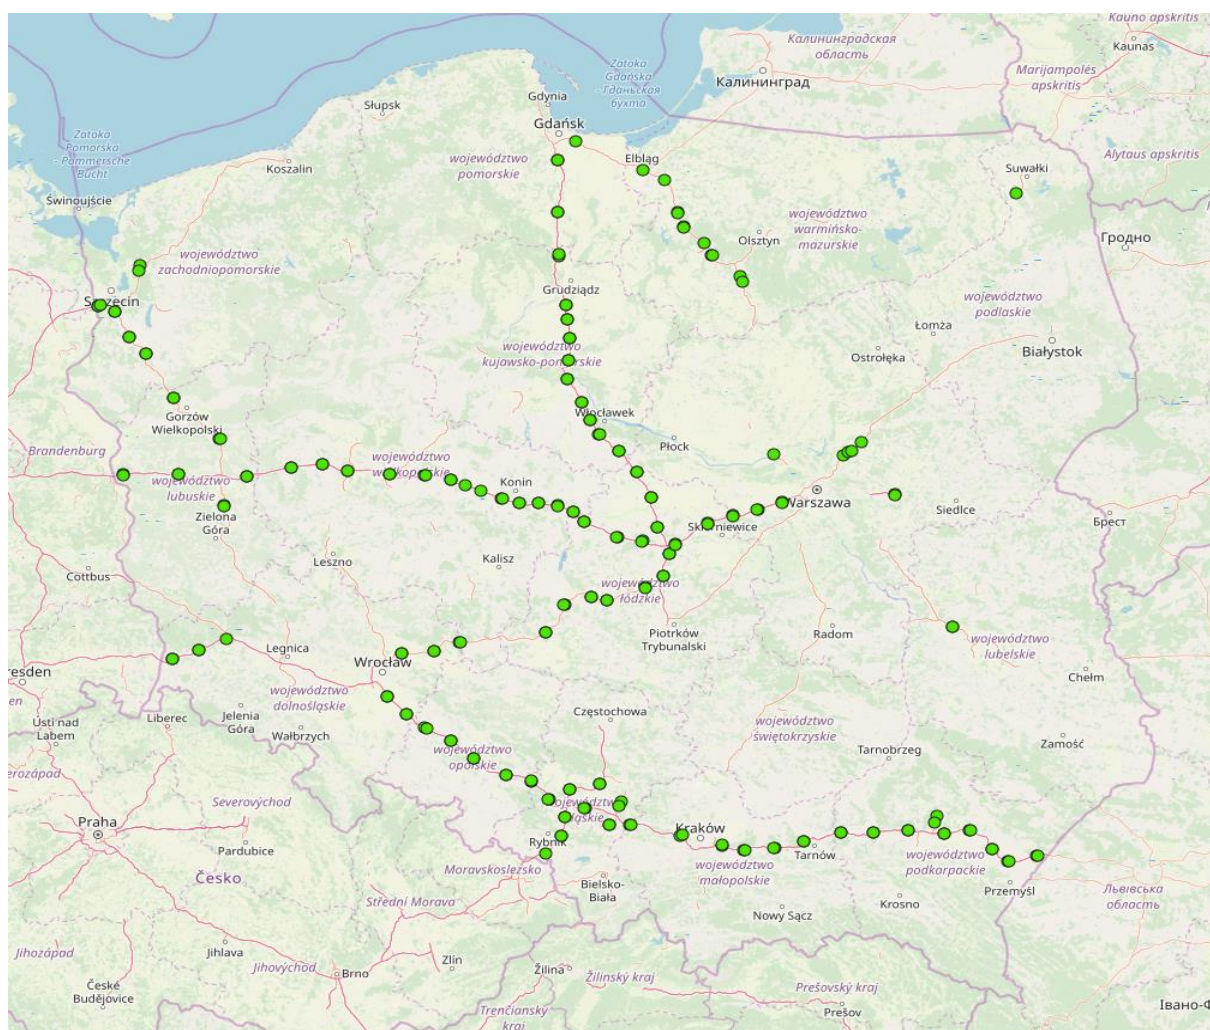 Kauno apskritis
Kaunas
Калининградская
область
Marijampolės
apskritis
Zatoka
Gdańska
- Гданьская
бухта
Калининград
Gdynia
Słupsk
Gdańsk
Zatoka
Pomorska
- Pommersche
Bucht
Koszalin
województwo
pomorskie
Elbląg
Alytaus apskritis
Suwałki
Świnoujście
województwo
warmińsko-
mazurskie
Olsztyn
Гродно
województwo
zachodniopomorskie
Grudziądz
województwo
podlaskie
Łomża
Białystok
Ostrołęka
województwo
kujawsko-pomorskie
Gorzów
Wielkopolski
Włocławek
Płock
Brandenburg
województwo
lubuskie
Konin
Warszawa
Siedlce
Брест
Zielona
Góra
Skierniewice
Leszno
Kalisz
Cottbus
województwo
łódzkie
Piotrków
Trybunalski
Radom
województwo
lubelskie
Legnica
Wrocław
Chełm
województwo
dolnośląskie
Jelenia
Góra
Liberec
Ústí nad
Labem
Wałbrzych
Częstochowa
województwo
świętokrzyskie
Tarnobrzeg
Zamość
województwo
opolskie
Severovýchod
Praha
Pardubice
Rybnik
Kraków
Tarnów
województwo
małopolskie
województwo
podkarpackie
Moravskoslezsko
Przemyśl
Львівська
область
Česko
Bielsko-
Biała
Střední Morava
Nowy Sącz
Krosno
Jihozápad
Jihlava
Jihovýchod
Brno
Zlín
Žilina
Žilinský kraj
České
Budějovice
Prešovský kraj
Prešov
Trenčiansky
kraj